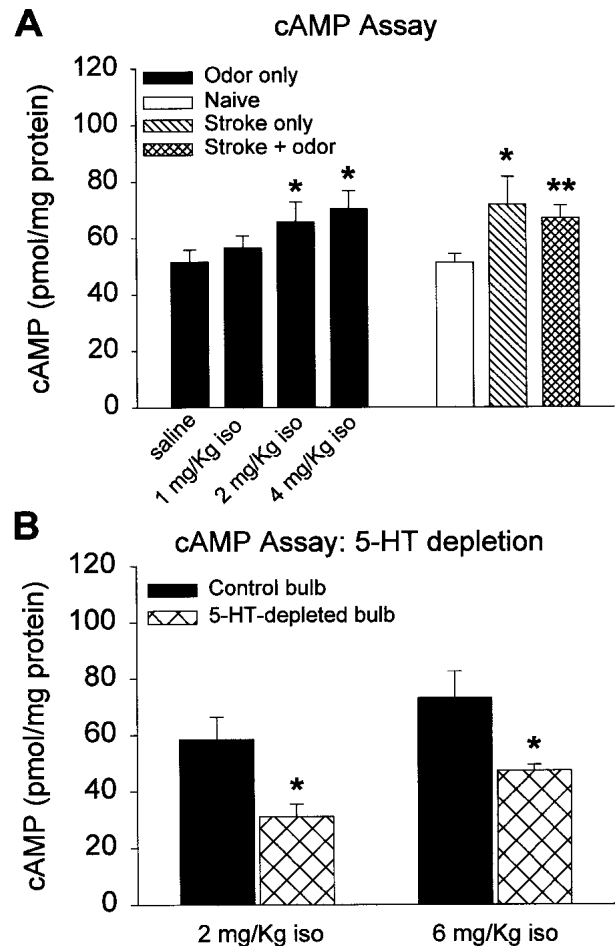 A
cAMP Assay
120
100
80
60
40
20
0
cAMP (pmol/mg protein)
Odor only
Naive
Stroke only
Stroke + odor
*
*
*
**
saline
1 mg/Kg iso
2 mg/Kg iso
4 mg/Kg iso
B
cAMP Assay: 5-HT depletion
120
100
80
60
40
20
0
cAMP (pmol/mg protein)
Control bulb
5-HT-depleted bulb
*
*
2 mg/Kg iso
6 mg/Kg iso